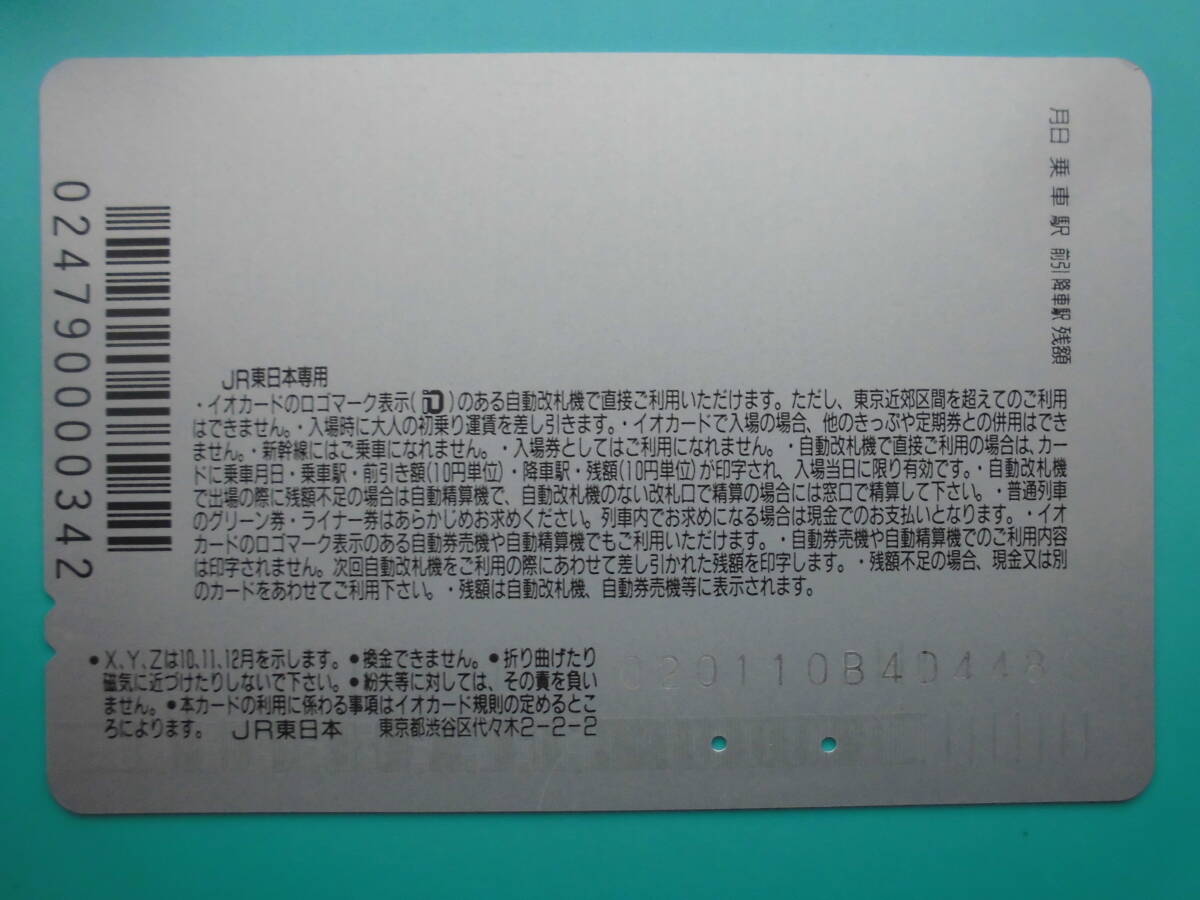 月日 乗車駅 前引 降車駅 残額
0247900000342
JR東日本専用
・イオカードのロゴマーク表示(iO)のある自動改札機で直接ご利用いただけます。ただし、東京近郊区間を超えてのご利用
はできません。・入場時に大人の初乗り運賃を差し引きます。・イオカードで入場の場合、他のきっぷや定期券との併用はでき
ません。・新幹線にはご乗車になれません。・入場券としてはご利用になれません。・自動改札機で直接ご利用の場合は、カー
ドに乗車月日・乗車駅・前引き額(10円単位)・降車駅・残額(10円単位)が印字され、入場当日に限り有効です。・自動改札機
で出場の際に残額不足の場合は自動精算機で、自動改札機のない改札口で精算の場合には窓口で精算して下さい。・普通列車
のグリーン券・ライナー券はあらかじめお求めください。列車内でお求めになる場合は現金でのお支払いとなります。・イオ
カードのロゴマーク表示のある自動券売機や自動精算機でもご利用いただけます。・自動券売機や自動精算機でのご利用内容
は印字されません。次回自動改札機をご利用の際にあわせて差し引かれた残額を印字します。・残額不足の場合、現金又は別
のカードをあわせてご利用下さい。・残額は自動改札機、自動券売機等に表示されます。
●X、Y、Zは10、11、12月を示します。●換金できません。●折り曲げたり
磁気に近づけたりしないで下さい。●紛失等に対しては、その責を負い
ません。●本カードの利用に係わる事項はイオカード規則の定めるとこ
ろによります。 JR東日本 東京都渋谷区代々木2-2-2
020110B4D448